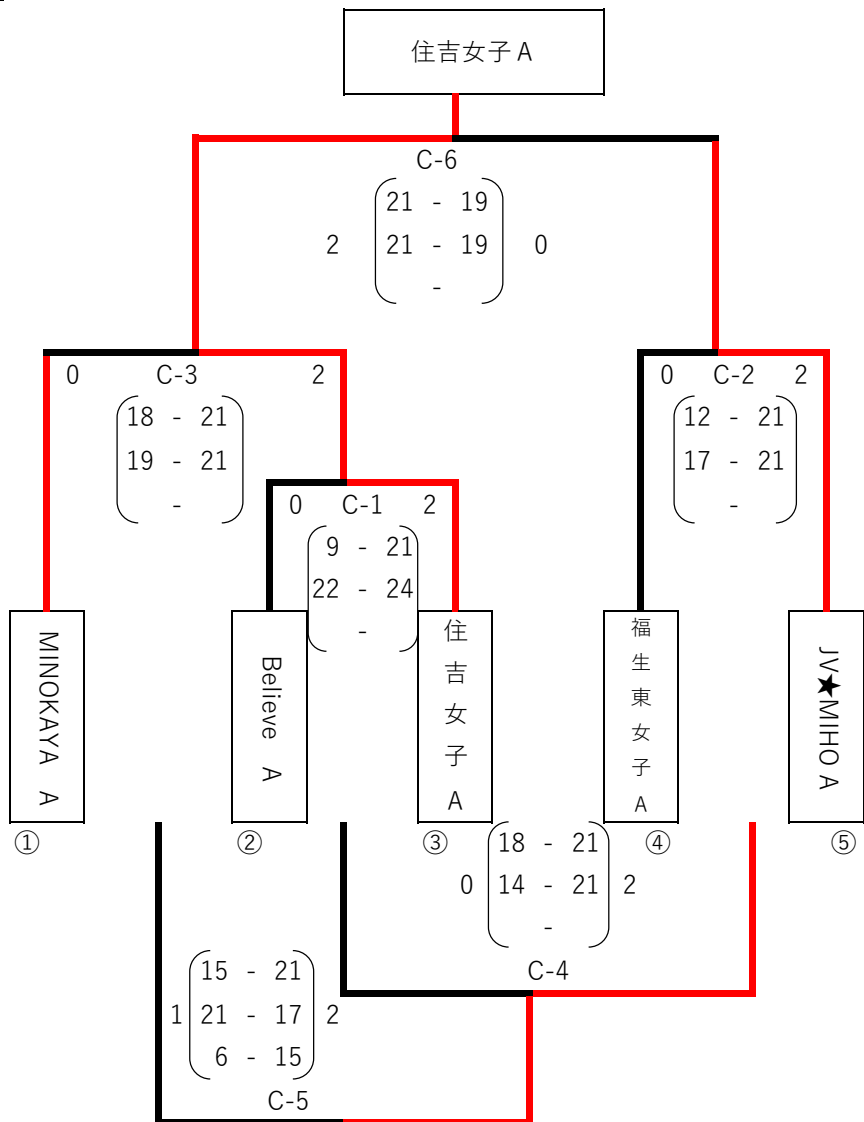 住吉女子A
C-6
21 - 19
2 21 - 19 0
-
0 C-3 2
18 - 21
19 - 21
-
0 C-2 2
12 - 21
17 - 21
-
0 C-1 2
9 - 21
22 - 24
-
MINOKAYA A
Believe A
住吉女子A
福生東女子A
JV★MIHO A
① ② ③ ④ ⑤
18 - 21
0 14 - 21 2
-
C-4
15 - 21
1 21 - 17 2
6 - 15
C-5